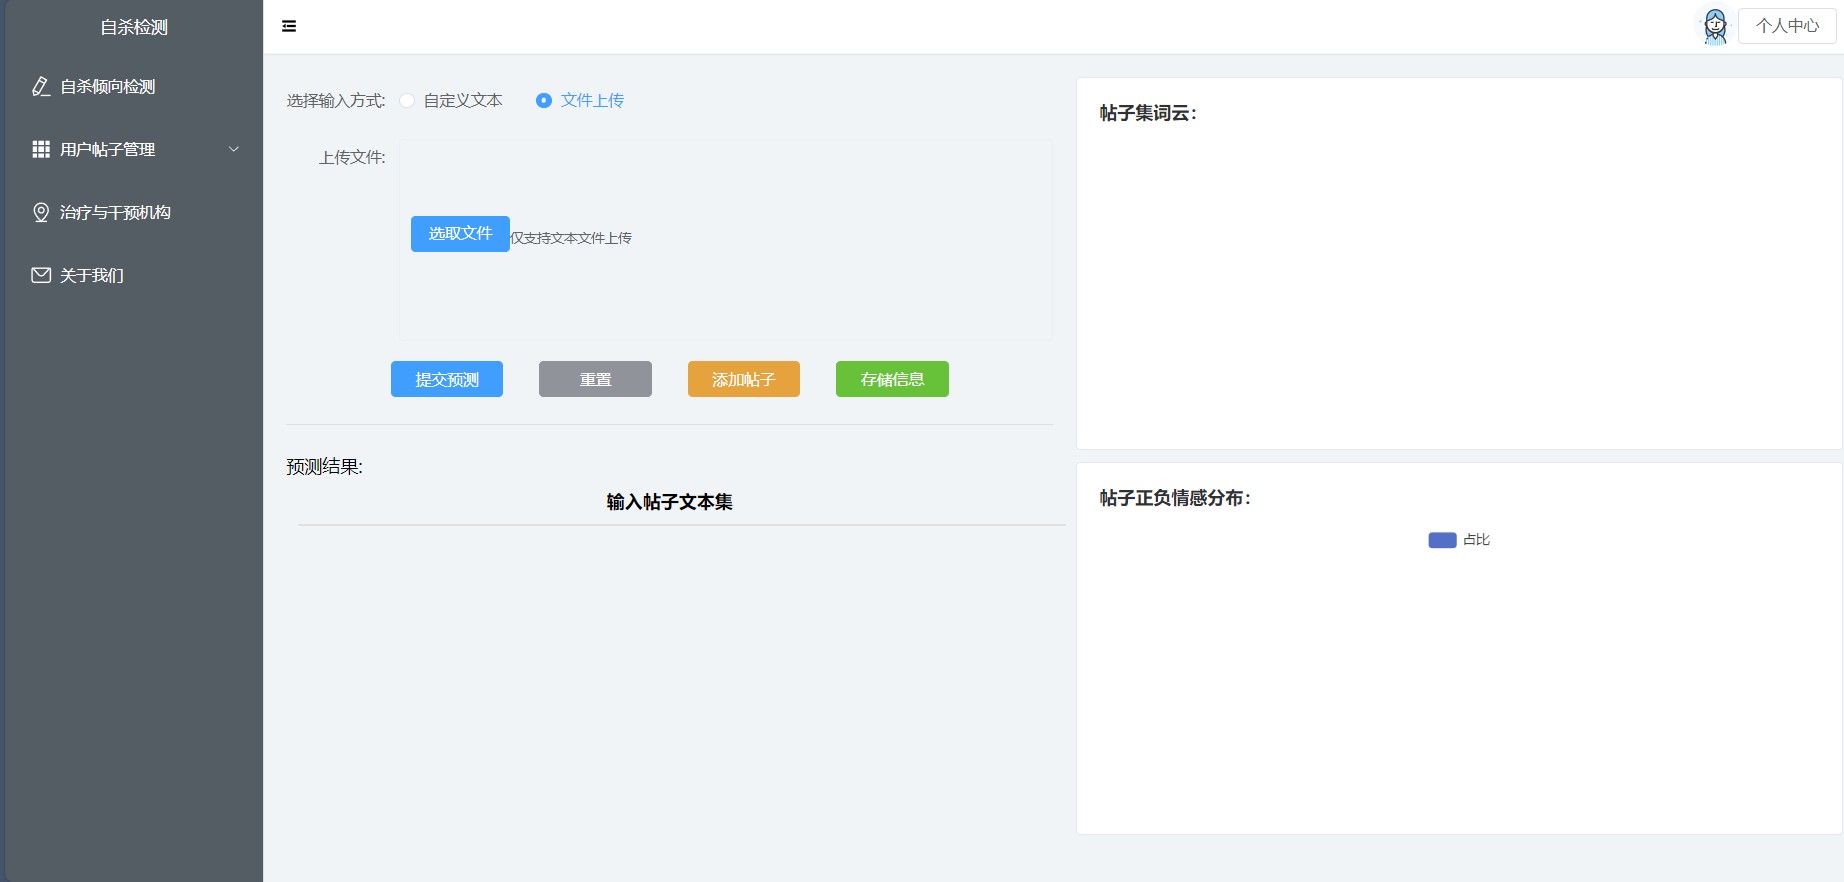 自杀检测
自杀倾向检测
用户帖子管理
治疗与干预机构
关于我们
个人中心
选择输入方式: 自定义文本 文件上传
上传文件:
选取文件 仅支持文本文件上传
提交预测 重置 添加帖子 存储信息
预测结果:
输入帖子文本集
帖子集词云：
帖子正负情感分布：
占比